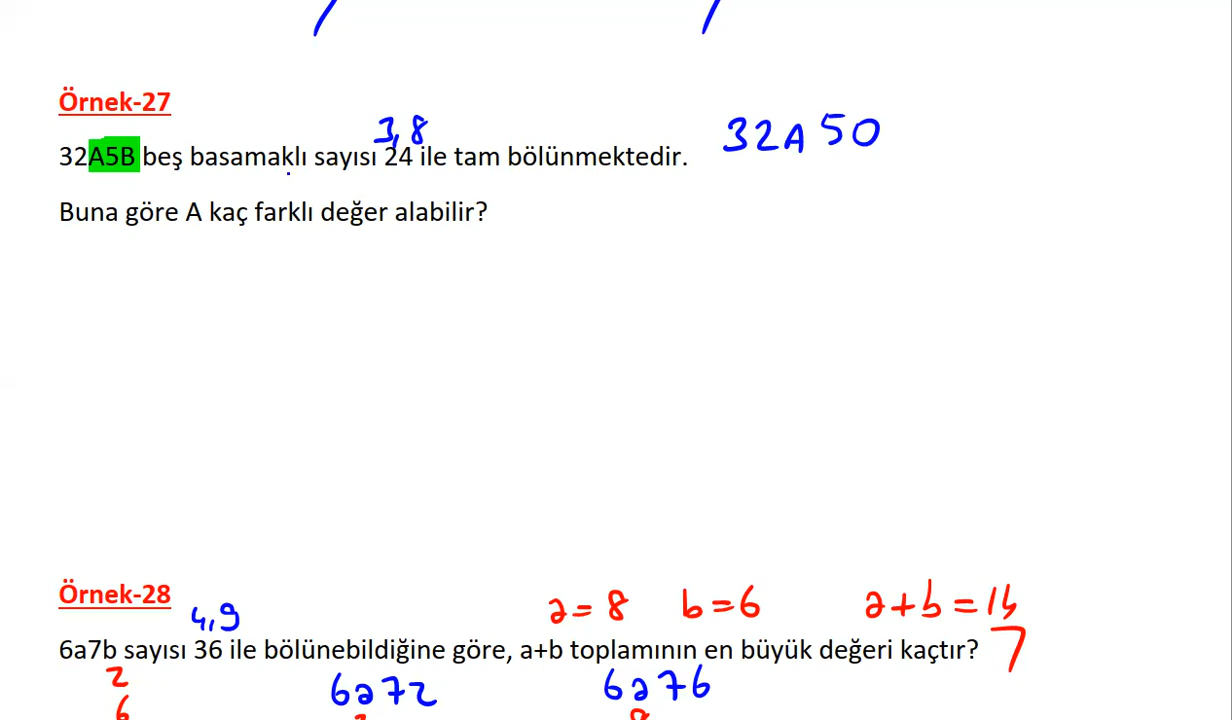 Örnek-27
3,8
32A5B beş basamaklı sayısı 24 ile tam bölünmektedir.
32A50
Buna göre A kaç farklı değer alabilir?
Örnek-28
4,9
a=8 b=6 a+b=14
6a7b sayısı 36 ile bölünebildiğine göre, a+b toplamının en büyük değeri kaçtır?
2
6a72 6a76
6